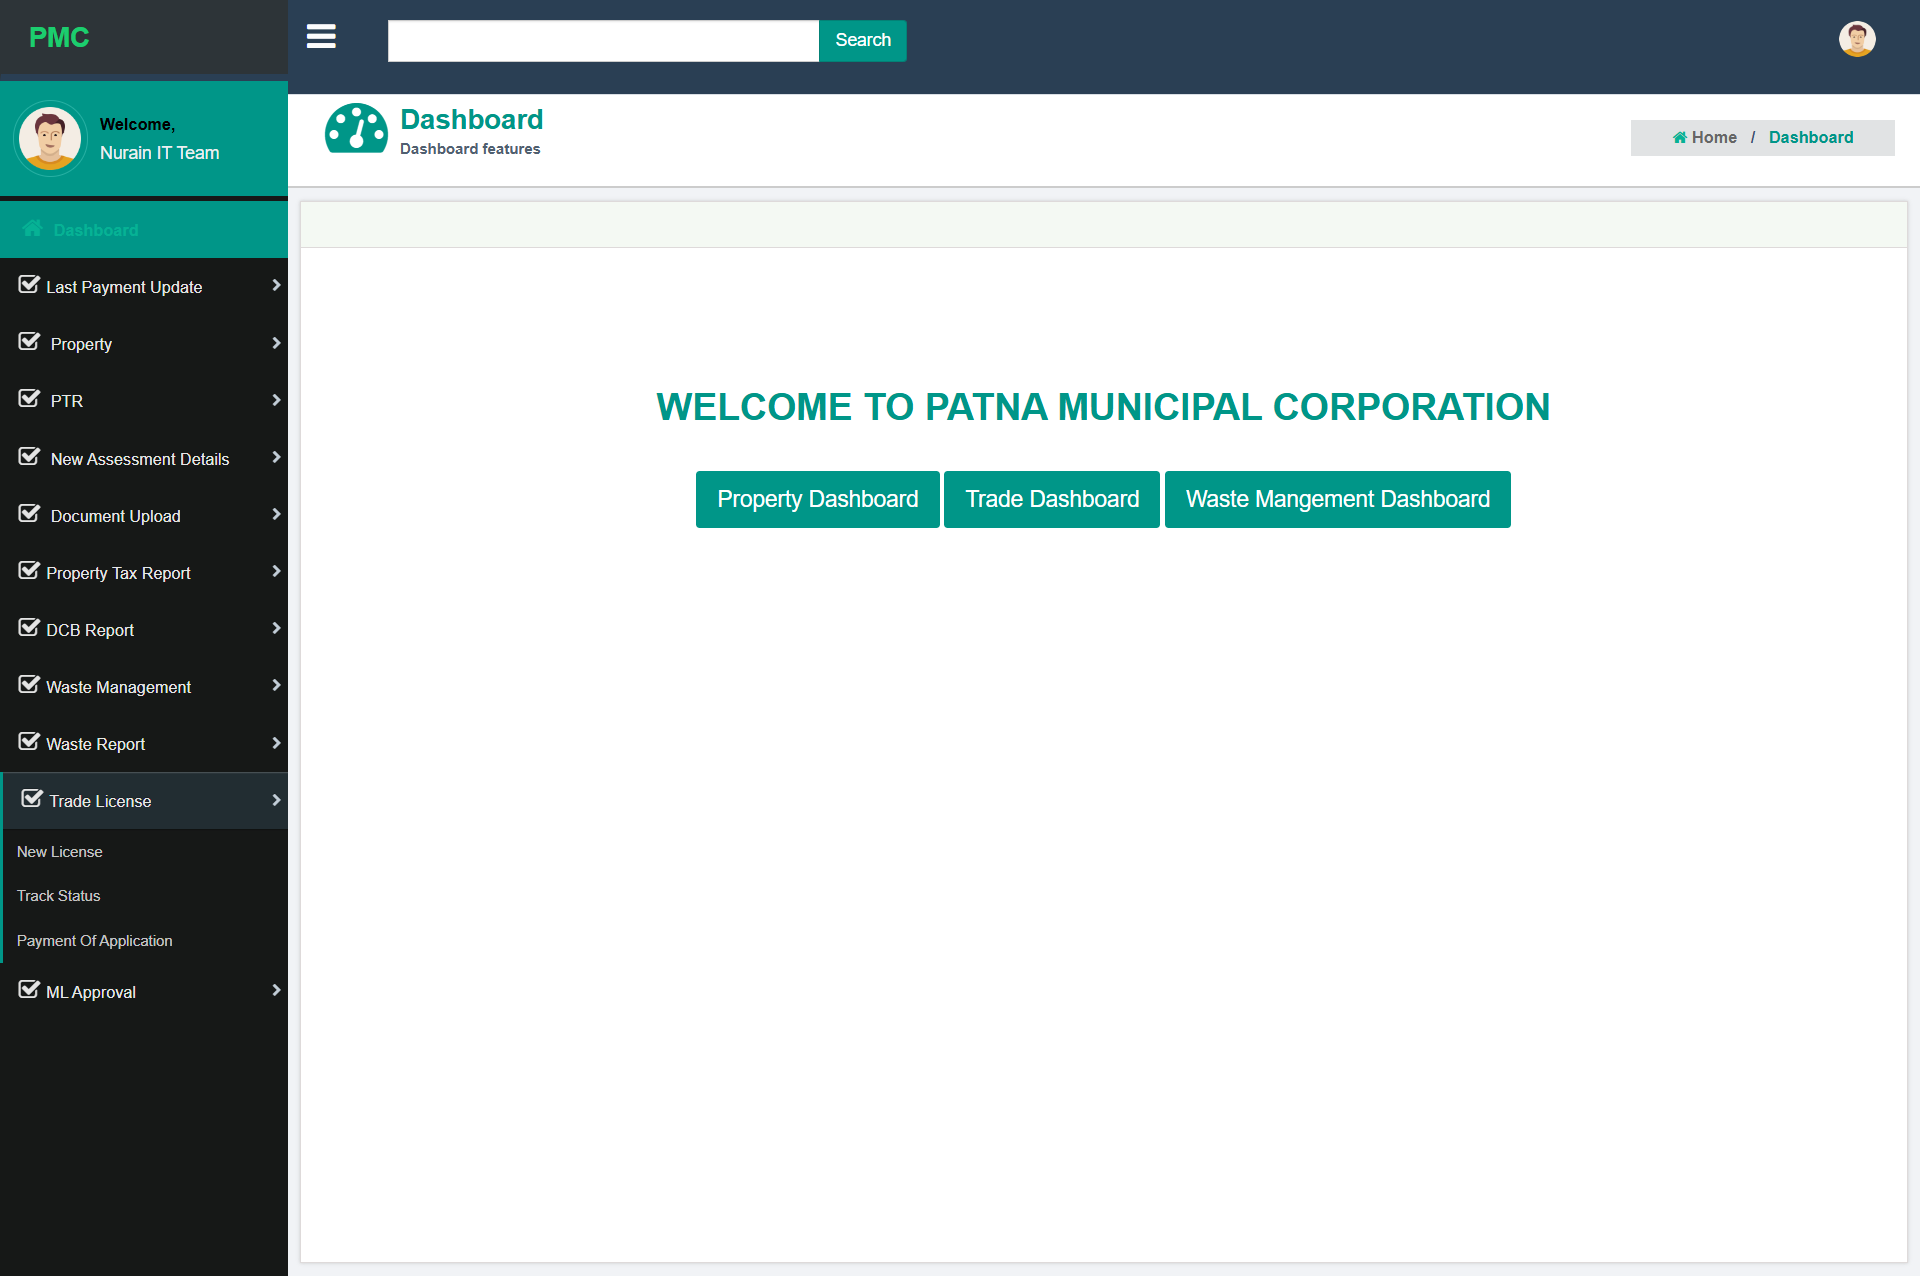 PMC
Search
Welcome,
Nurain IT Team
Dashboard
Dashboard features
Home / Dashboard
Dashboard
Last Payment Update
Property
PTR
New Assessment Details
Document Upload
Property Tax Report
DCB Report
Waste Management
Waste Report
Trade License
New License
Track Status
Payment Of Application
ML Approval
WELCOME TO PATNA MUNICIPAL CORPORATION
Property Dashboard
Trade Dashboard
Waste Mangement Dashboard